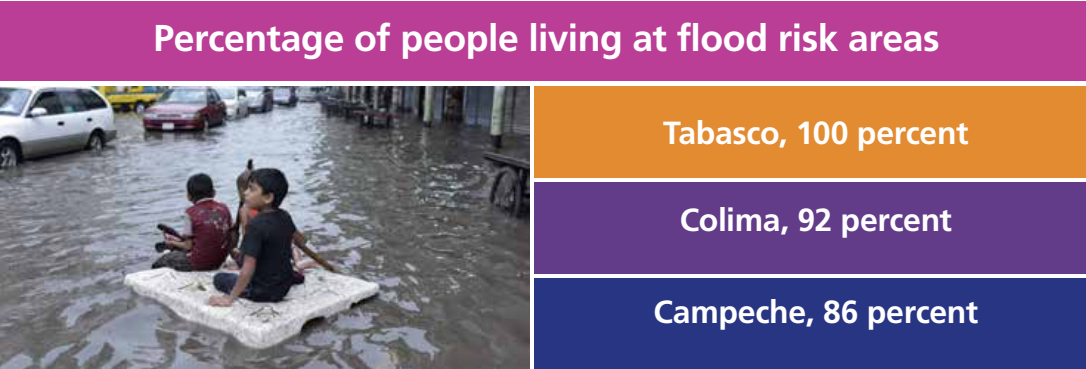 Percentage of people living at flood risk areas
Tabasco, 100 percent
Colima, 92 percent
Campeche, 86 percent